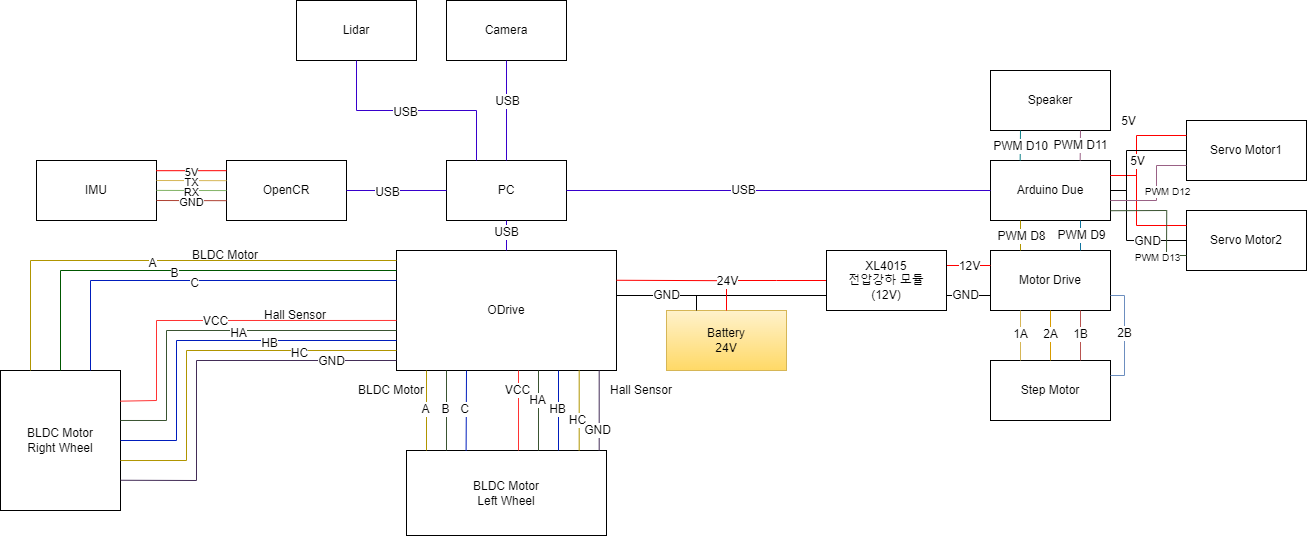 Lidar
Camera
USB
USB
Speaker
PWM D10
PWM D11
5V
Servo Motor1
IMU
5V
TX
RX
GND
OpenCR
USB
PC
USB
Arduino Due
5V
PWM D12
USB
PWM D8
PWM D9
GND
PWM D13
Servo Motor2
BLDC Motor
A
B
C
Hall Sensor
VCC
HA
HB
HC
GND
ODrive
24V
GND
Battery
24V
XL4015
전압강하 모듈
(12V)
12V
GND
Motor Drive
1A
2A
1B
2B
Step Motor
BLDC Motor
A
B
C
VCC
HA
HB
HC
GND
Hall Sensor
BLDC Motor
Right Wheel
BLDC Motor
Left Wheel